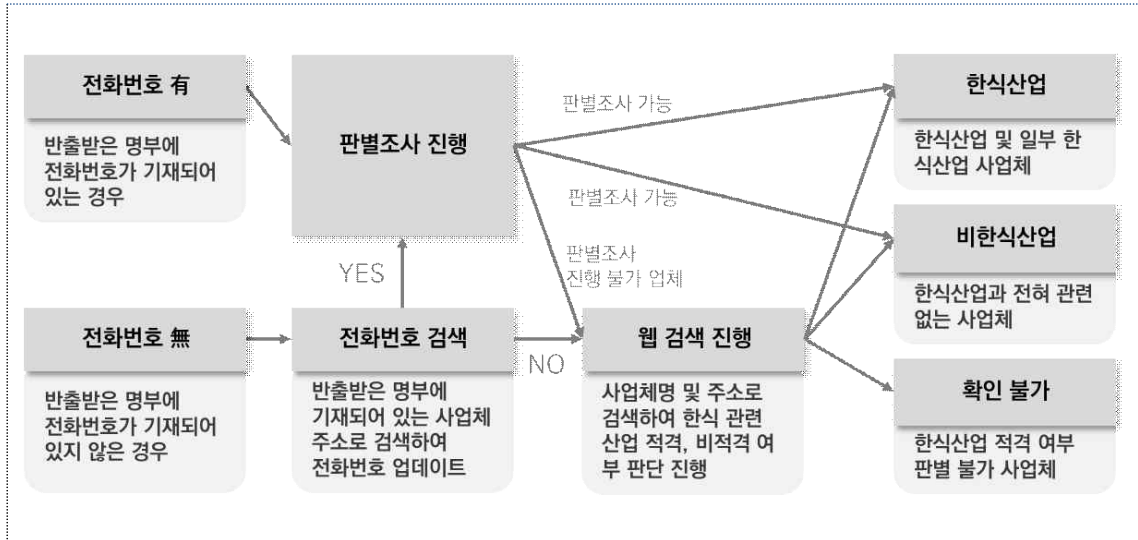 전화번호 有
반출받은 명부에
전화번호가 기재되어
있는 경우
판별조사 진행
판별조사 가능
판별조사 가능
판별조사
진행 불가 업체
한식산업
한식산업 및 일부 한
식산업 사업체
비한식산업
한식산업과 전혀 관련
없는 사업체
YES
전화번호 無
반출받은 명부에
전화번호가 기재되어
있지 않은 경우
전화번호 검색
반출받은 명부에
기재되어 있는 사업체
주소로 검색하여
전화번호 업데이트
NO
웹 검색 진행
사업체명 및 주소로
검색하여 한식 관련
산업 적격, 비적격 여
부 판단 진행
확인 불가
한식산업 적격 여부
판별 불가 사업체